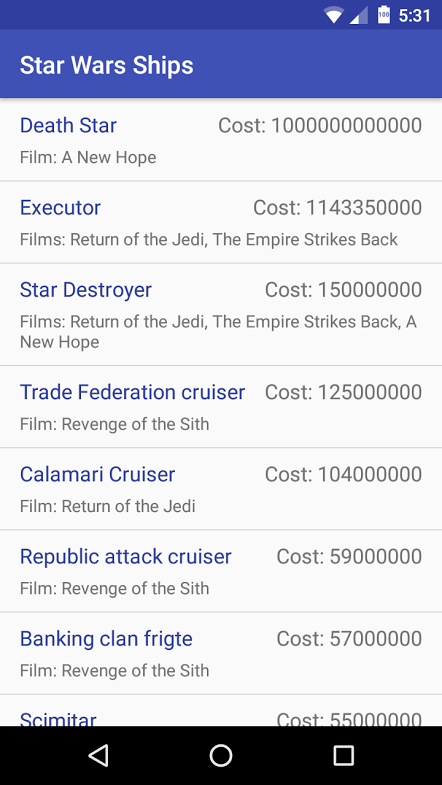 100
5:31
Star Wars Ships
Death Star Cost: 1000000000000
Film: A New Hope
Executor Cost: 1143350000
Films: Return of the Jedi, The Empire Strikes Back
Star Destroyer Cost: 150000000
Films: Return of the Jedi, The Empire Strikes Back, A
New Hope
Trade Federation cruiser Cost: 125000000
Film: Revenge of the Sith
Calamari Cruiser Cost: 104000000
Film: Return of the Jedi
Republic attack cruiser Cost: 59000000
Film: Revenge of the Sith
Banking clan frigte Cost: 57000000
Film: Revenge of the Sith
Scimitar Cost: 55000000